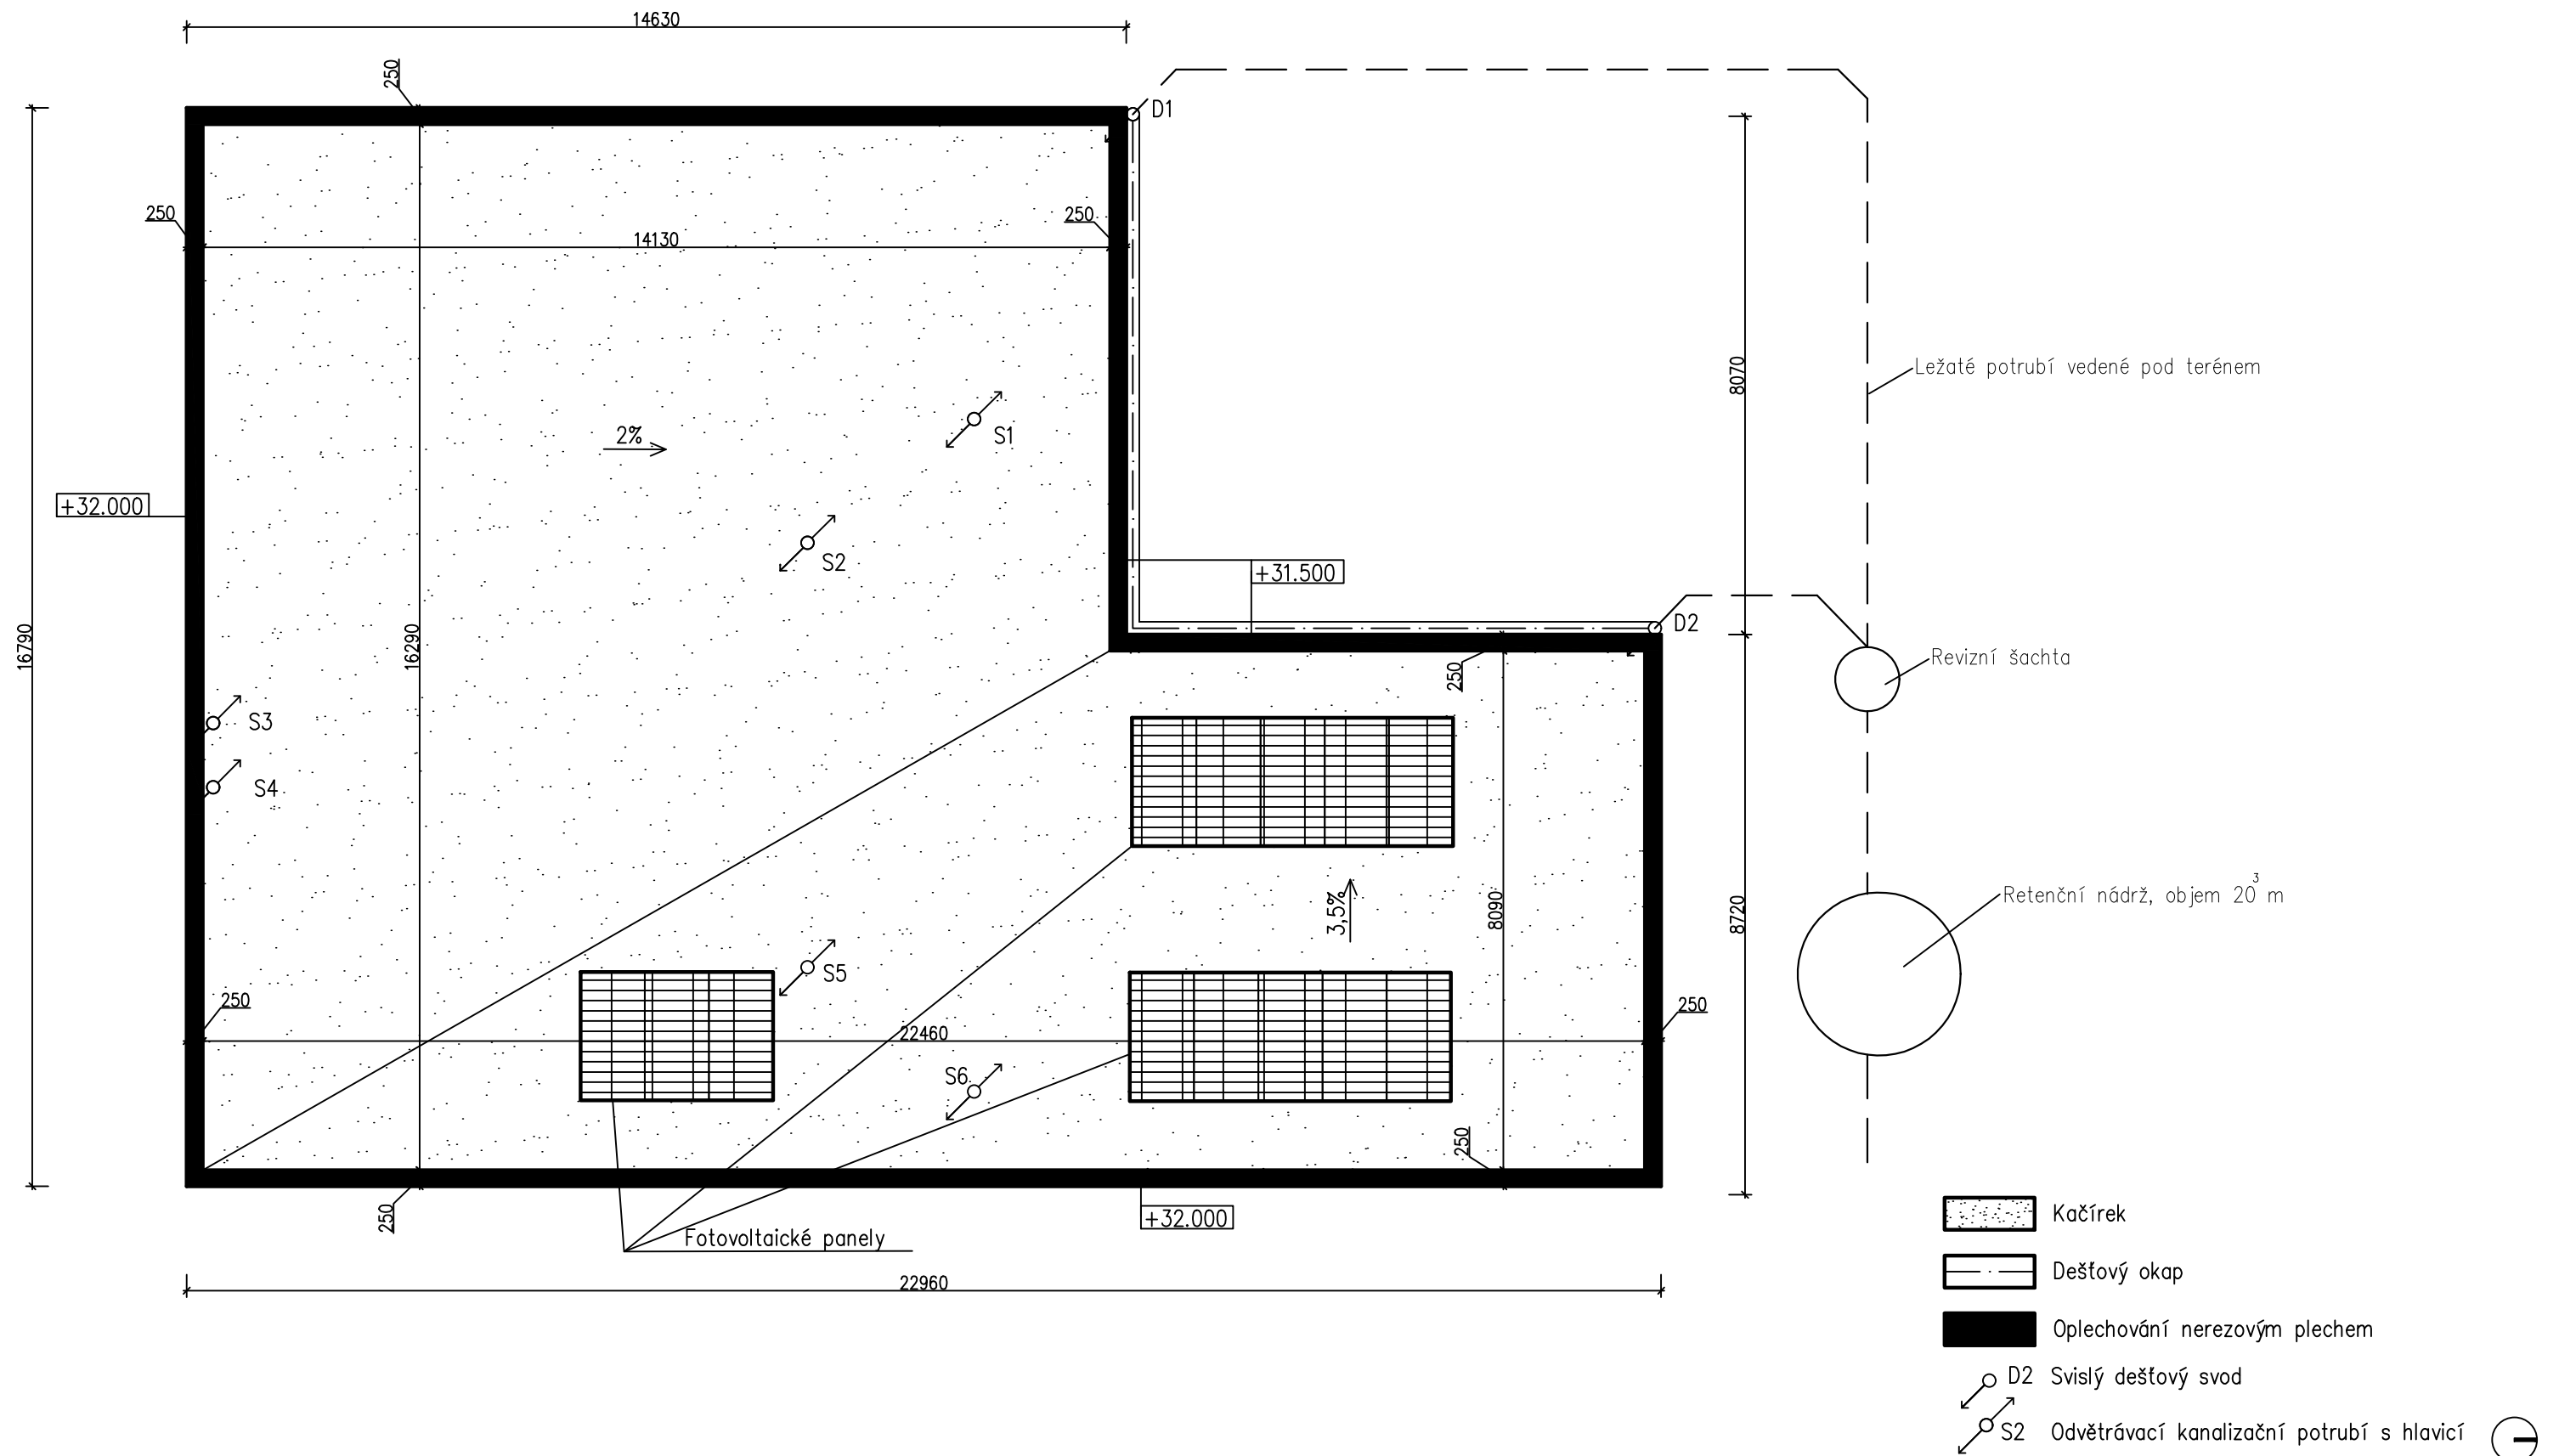 14630
250
D1
250
250
14130
8070
Ležaté potrubí vedené pod terénem
2%
S1
+32.000
S2
+31.500
D2
16790
16290
250
Revizní šachta
S3
S4
3,5%
8090
8720
Retenční nádrž, objem 20³ m
S5
250
250
22460
S6
250
250
+32.000
Fotovoltaické panely
22960
Kačírek
Dešťový okap
Oplechování nerezovým plechem
D2 Svislý dešťový svod
S2 Odvětrávací kanalizační potrubí s hlavicí